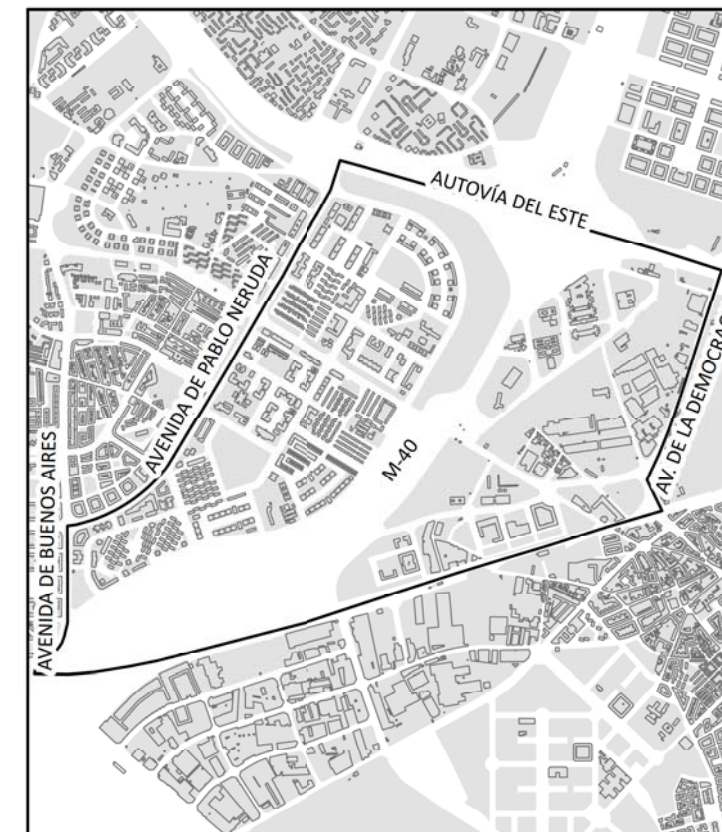 AUTOVÍA DEL ESTE
AVENIDA DE PABLO NERUDA
AV. DE LA DEMOCRAC
M-40
AVENIDA DE BUENOS AIRES